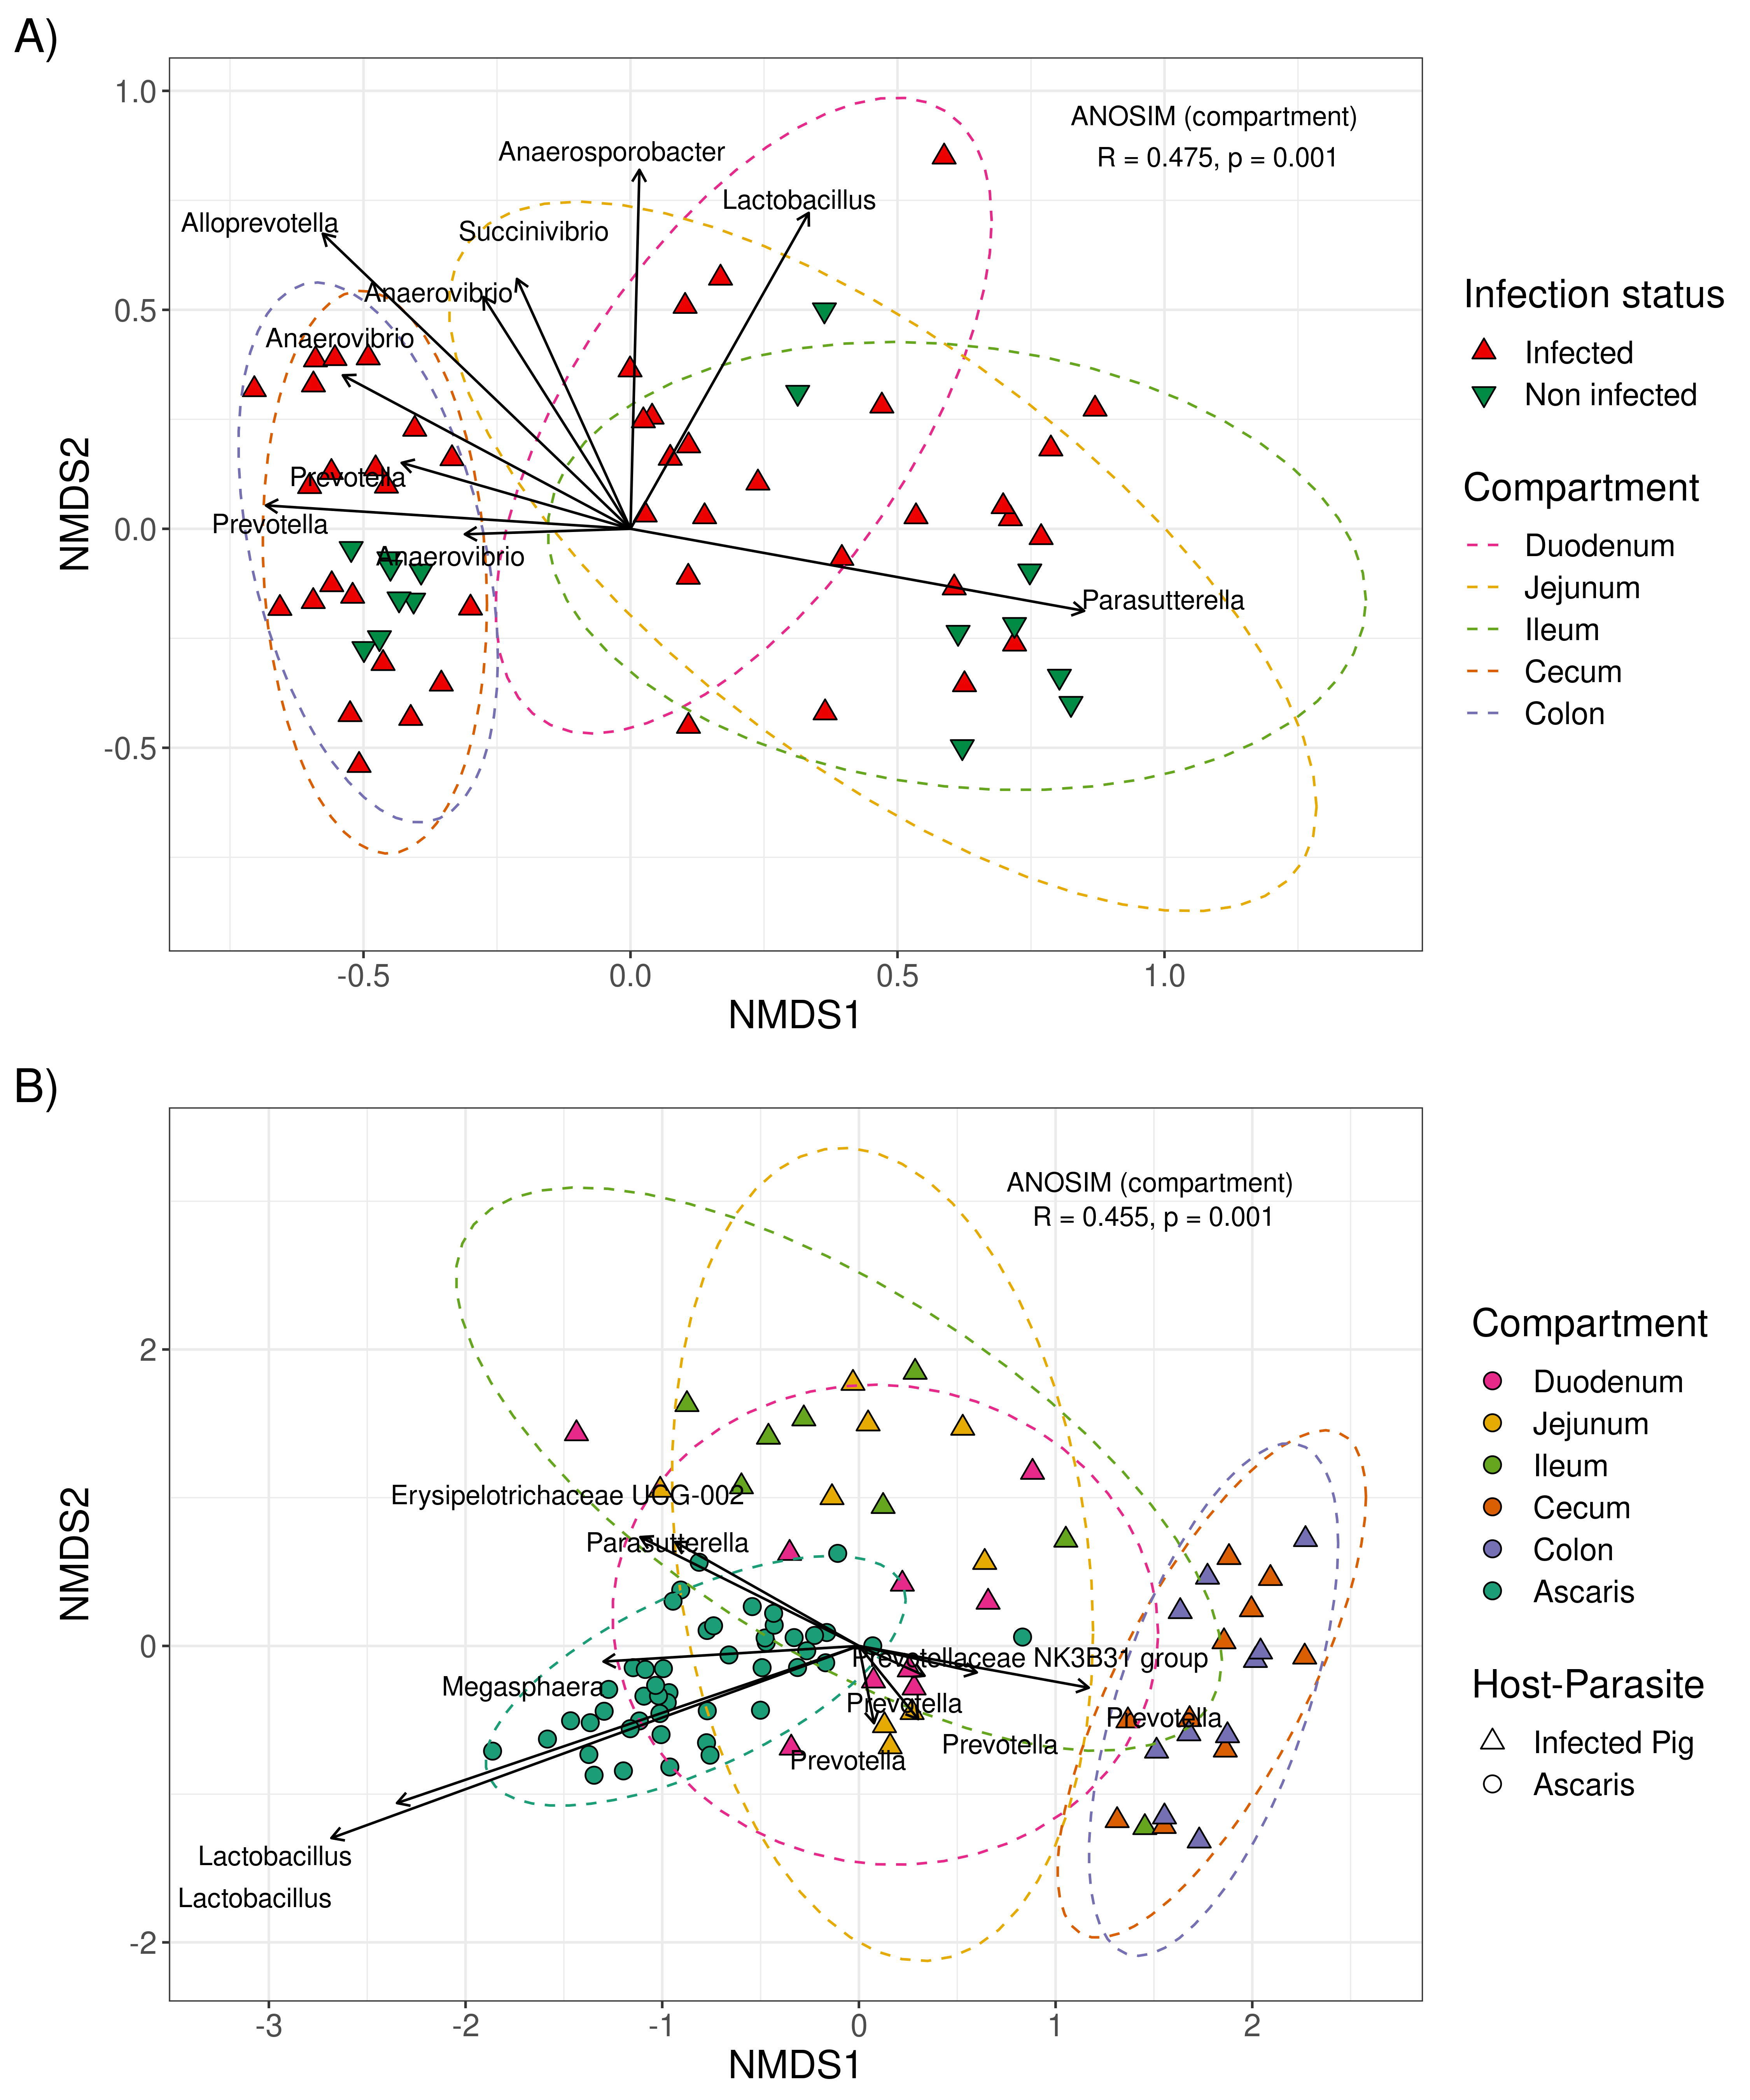 A)
ANOSIM (compartment)
R = 0.475, p = 0.001
Anaerosporobacter
Lactobacillus
Alloprevotella
Succinivibrio
Anaerovibrio
Anaerovibrio
Prevotella
Prevotella
Anaerovibrio
Parasutterella
1.0
0.5
0.0
-0.5
NMDS2
-0.5
0.0
0.5
1.0
NMDS1
Infection status
Infected
Non infected
Compartment
Duodenum
Jejunum
Ileum
Cecum
Colon
B)
ANOSIM (compartment)
R = 0.455, p = 0.001
Erysipelotrichaceae UCG-002
Parasutterella
Prevotellaceae NK3B31 group
Megasphaera
Prevotella
Prevotella
Prevotella
Prevotella
Lactobacillus
Lactobacillus
2
0
-2
NMDS2
-3
-2
-1
0
1
2
NMDS1
Compartment
Duodenum
Jejunum
Ileum
Cecum
Colon
Ascaris
Host-Parasite
Infected Pig
Ascaris